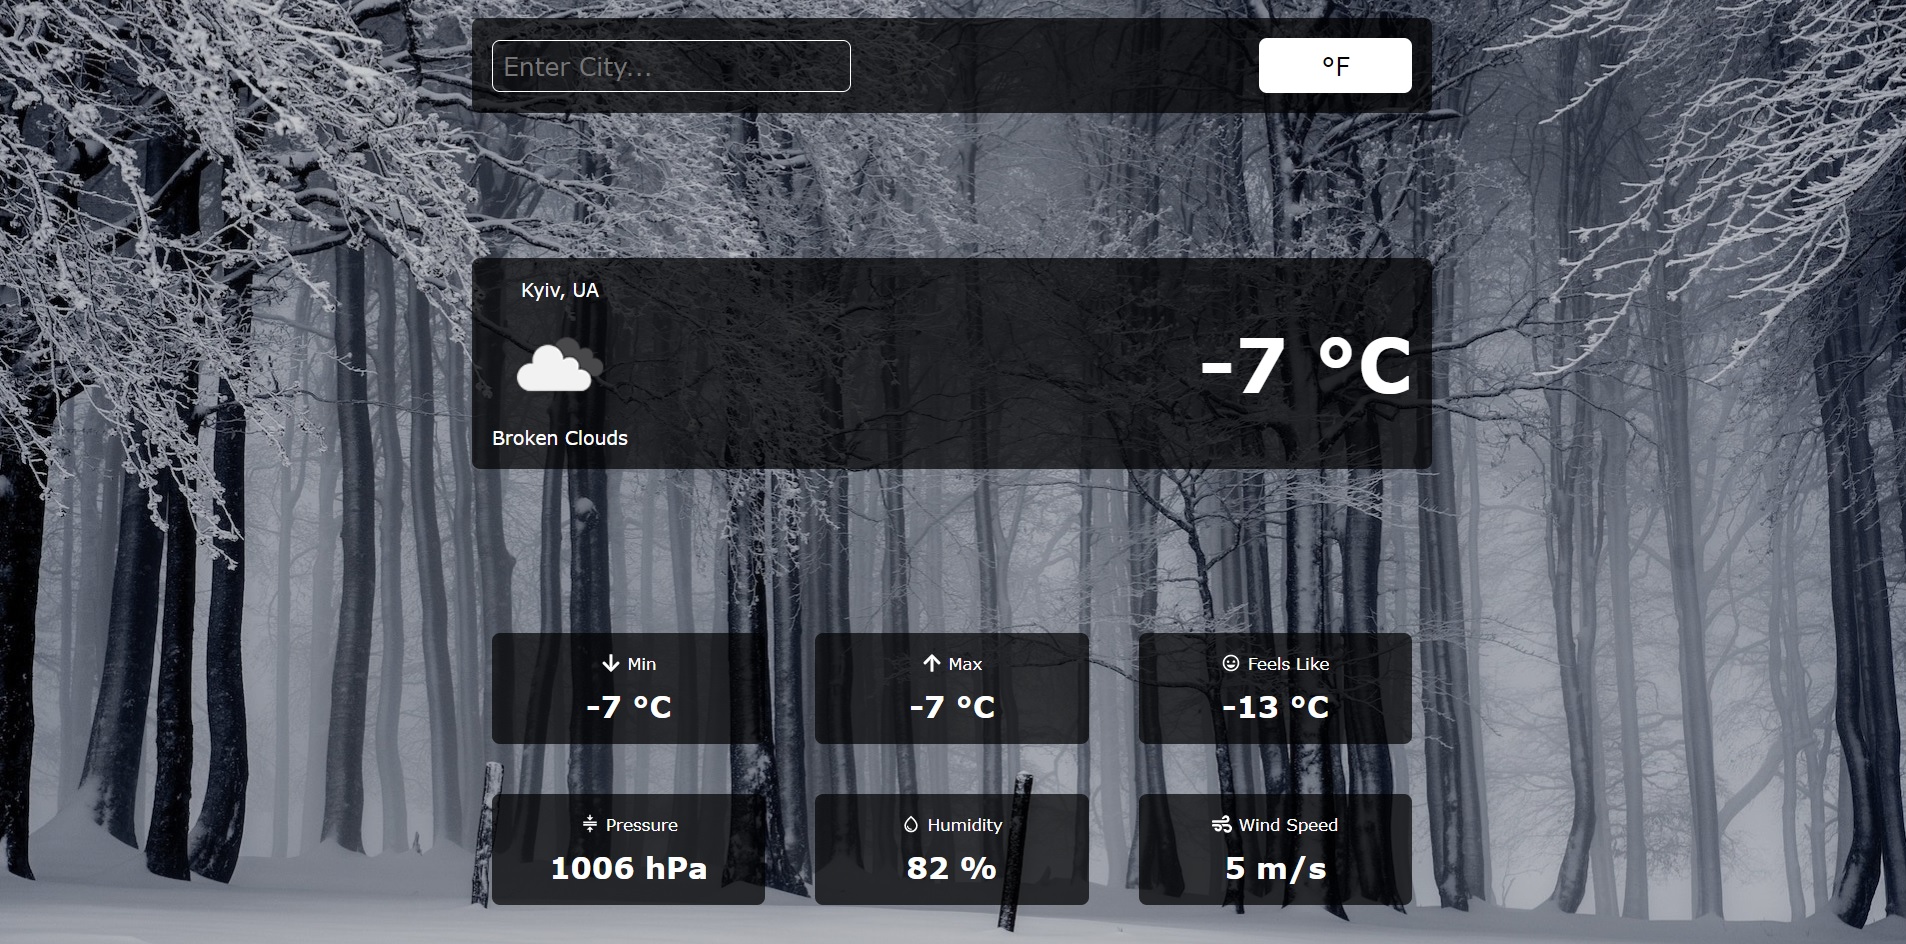 Enter City...
°F
Kyiv, UA
-7 °C
Broken Clouds
Min
-7 °C
Max
-7 °C
Feels Like
-13 °C
Pressure
1006 hPa
Humidity
82 %
Wind Speed
5 m/s